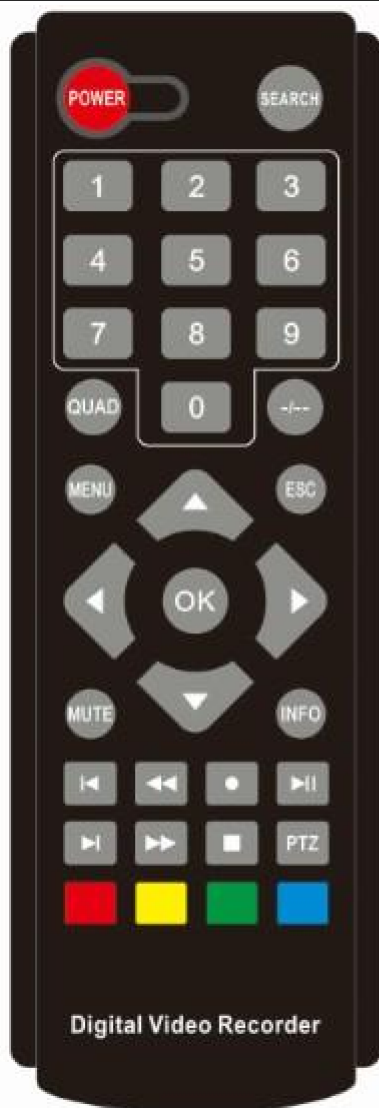 POWER SEARCH
1 2 3
4 5 6
7 8 9
QUAD 0 -/--
MENU ESC
OK
MUTE INFO
PTZ
Digital Video Recorder